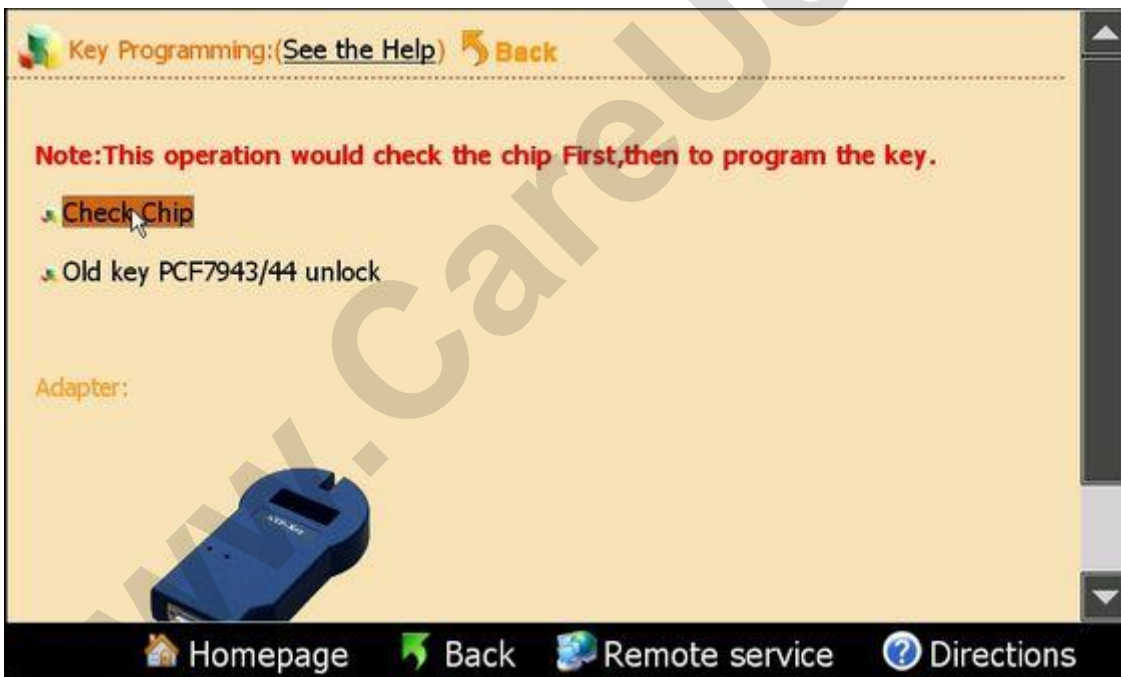 Key Programming:(See the Help) Back
Note:This operation would check the chip First,then to program the key.
Check Chip
Old key PCF7943/44 unlock
Adapter:
Homepage Back Remote service Directions